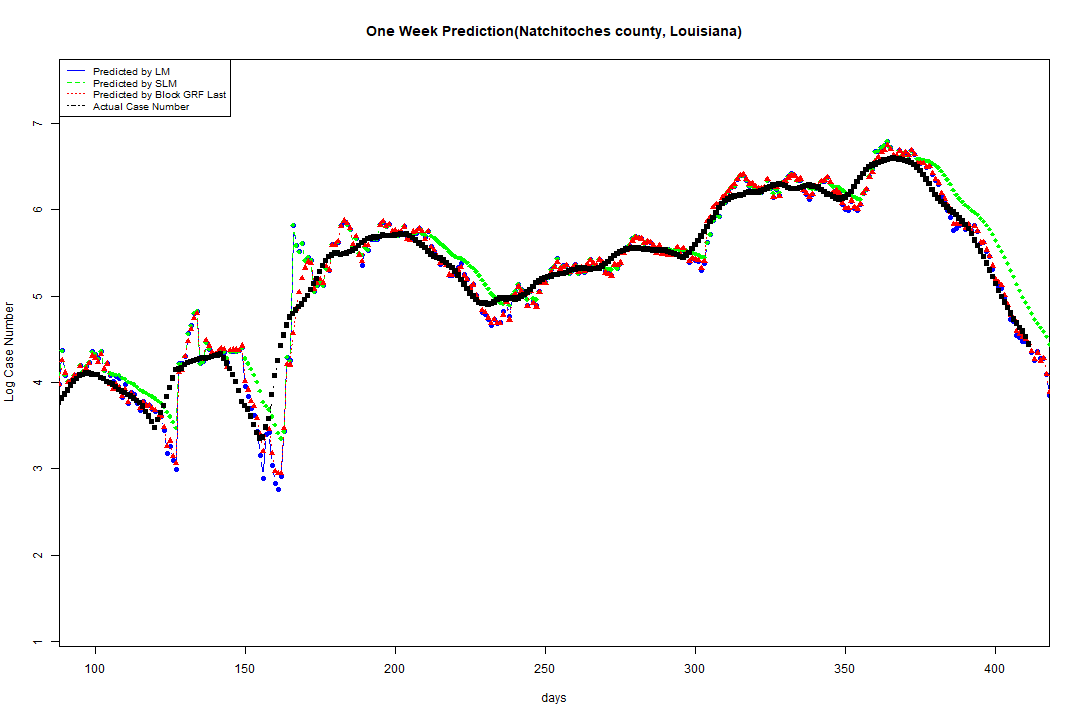 One Week Prediction(Natchitoches county, Louisiana)
Predicted by LM
Predicted by SLM
Predicted by Block GRF Last
Actual Case Number
Log Case Number
7
6
5
4
3
2
1
100 150 200 250 300 350 400
days